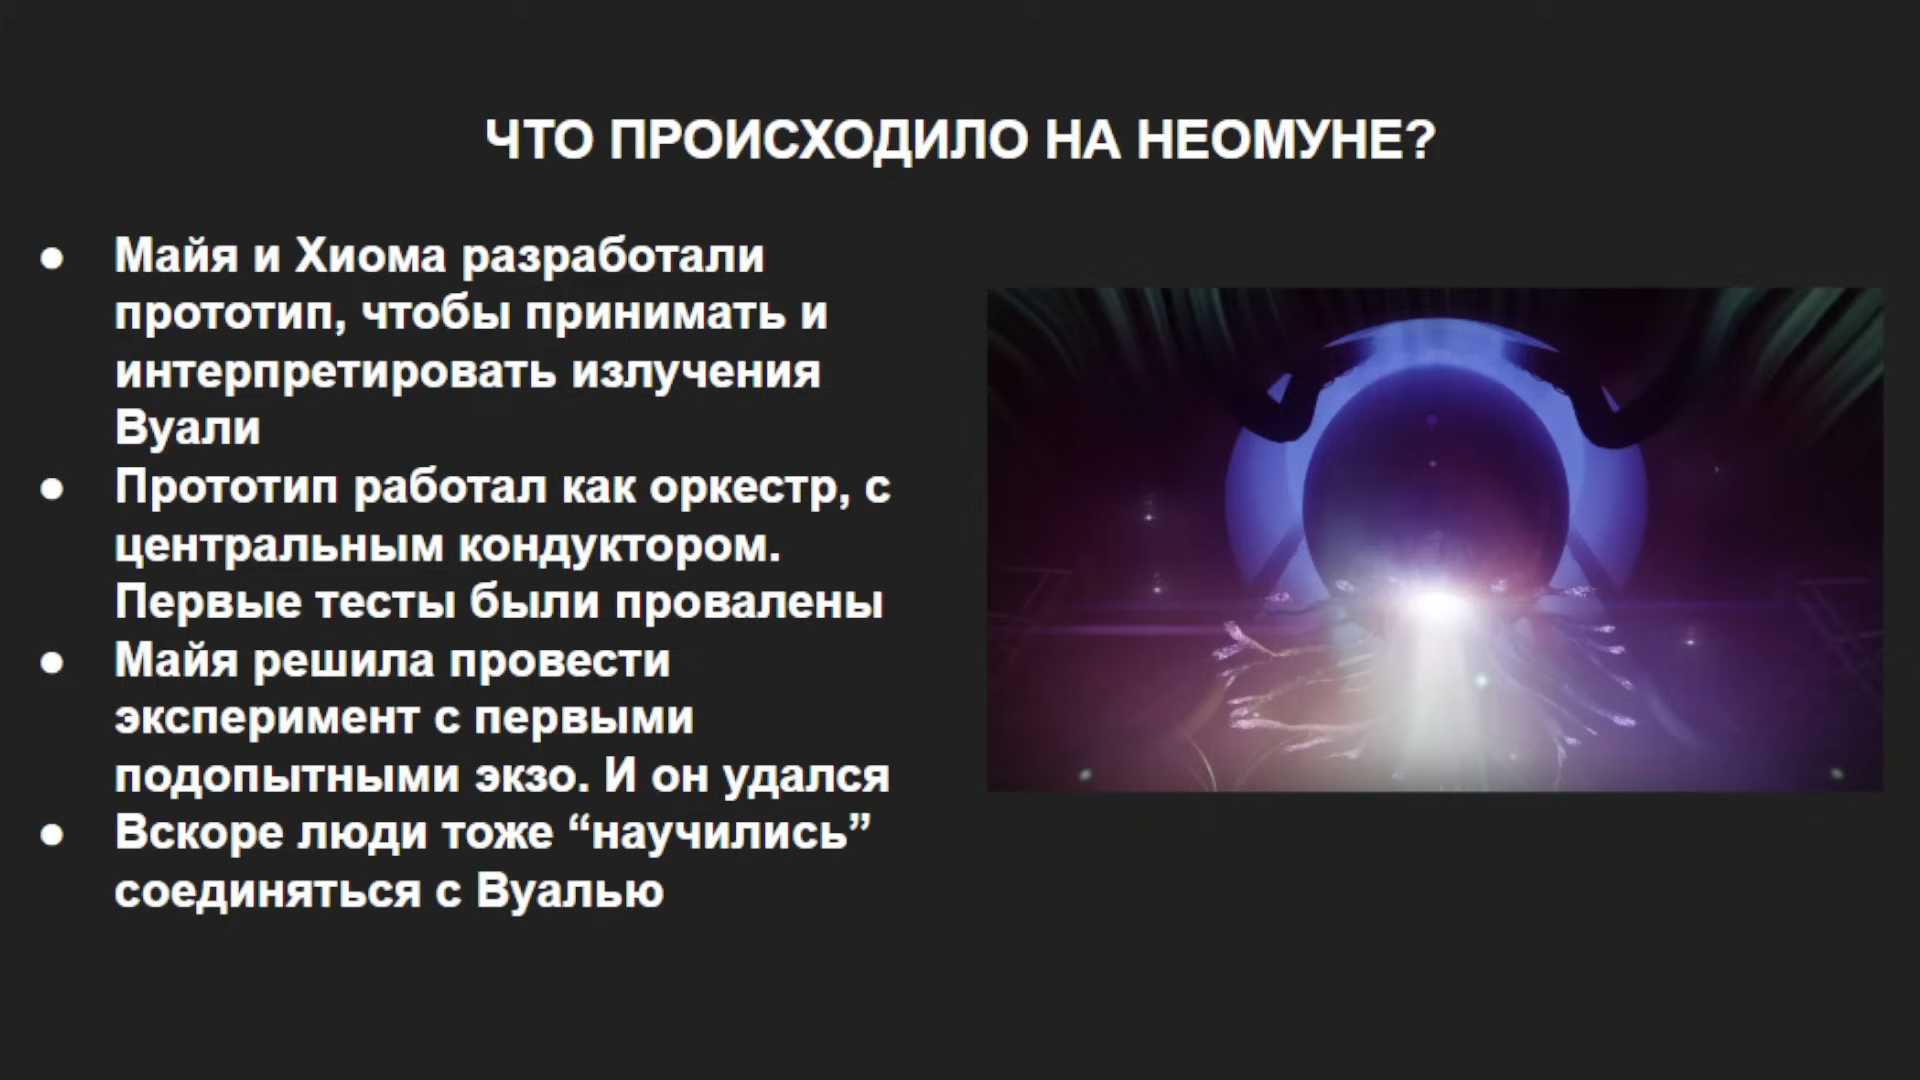 ЧТО ПРОИСХОДИЛО НА НЕОМУНЕ?
● Майя и Хиома разработали
прототип, чтобы принимать и
интерпретировать излучения
Вуали
● Прототип работал как оркестр, с
центральным кондуктором.
Первые тесты были провалены
● Майя решила провести
эксперимент с первыми
подопытными экзо. И он удался
● Вскоре люди тоже “научились”
соединяться с Вуалью